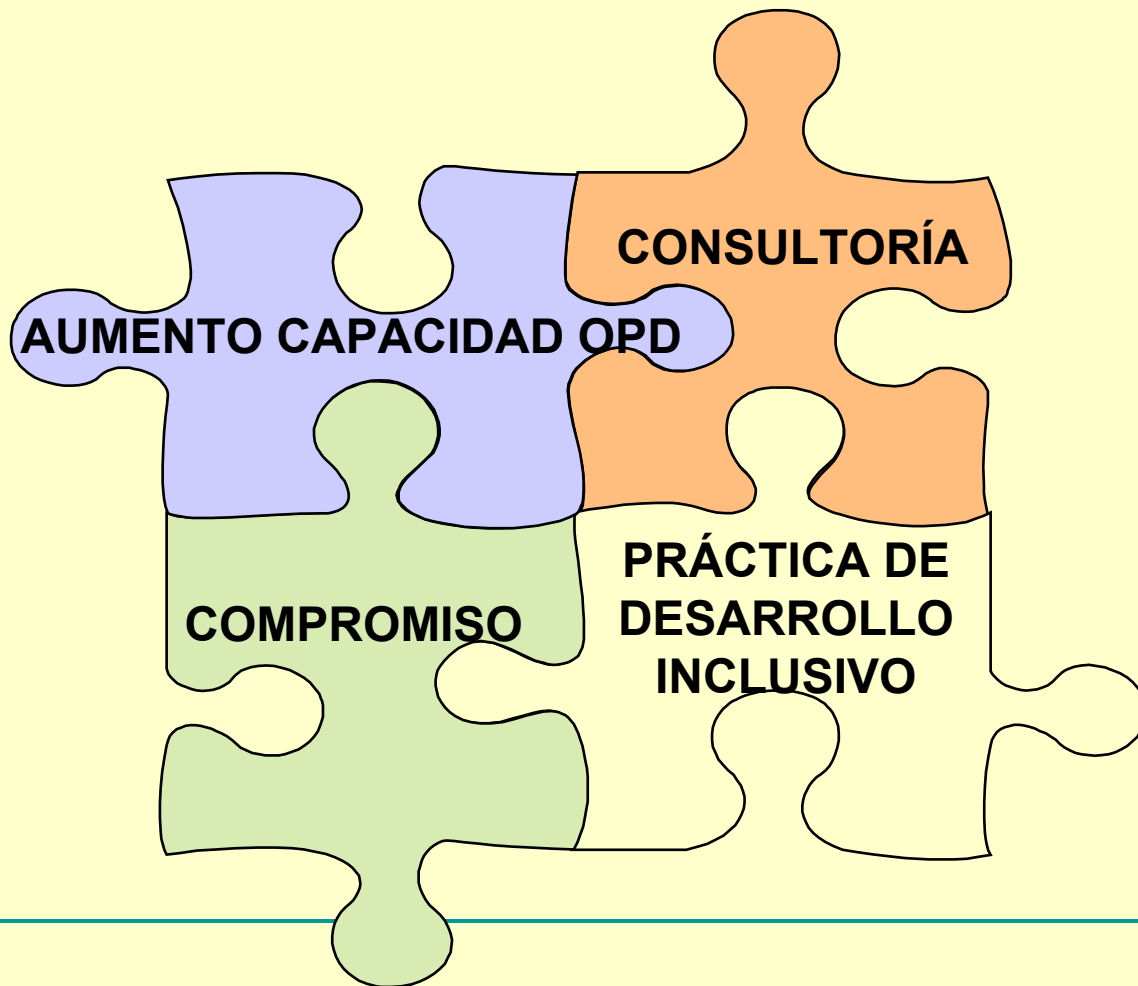 CONSULTORÍA
AUMENTO CAPACIDAD OPD
COMPROMISO
PRÁCTICA DE
DESARROLLO
INCLUSIVO